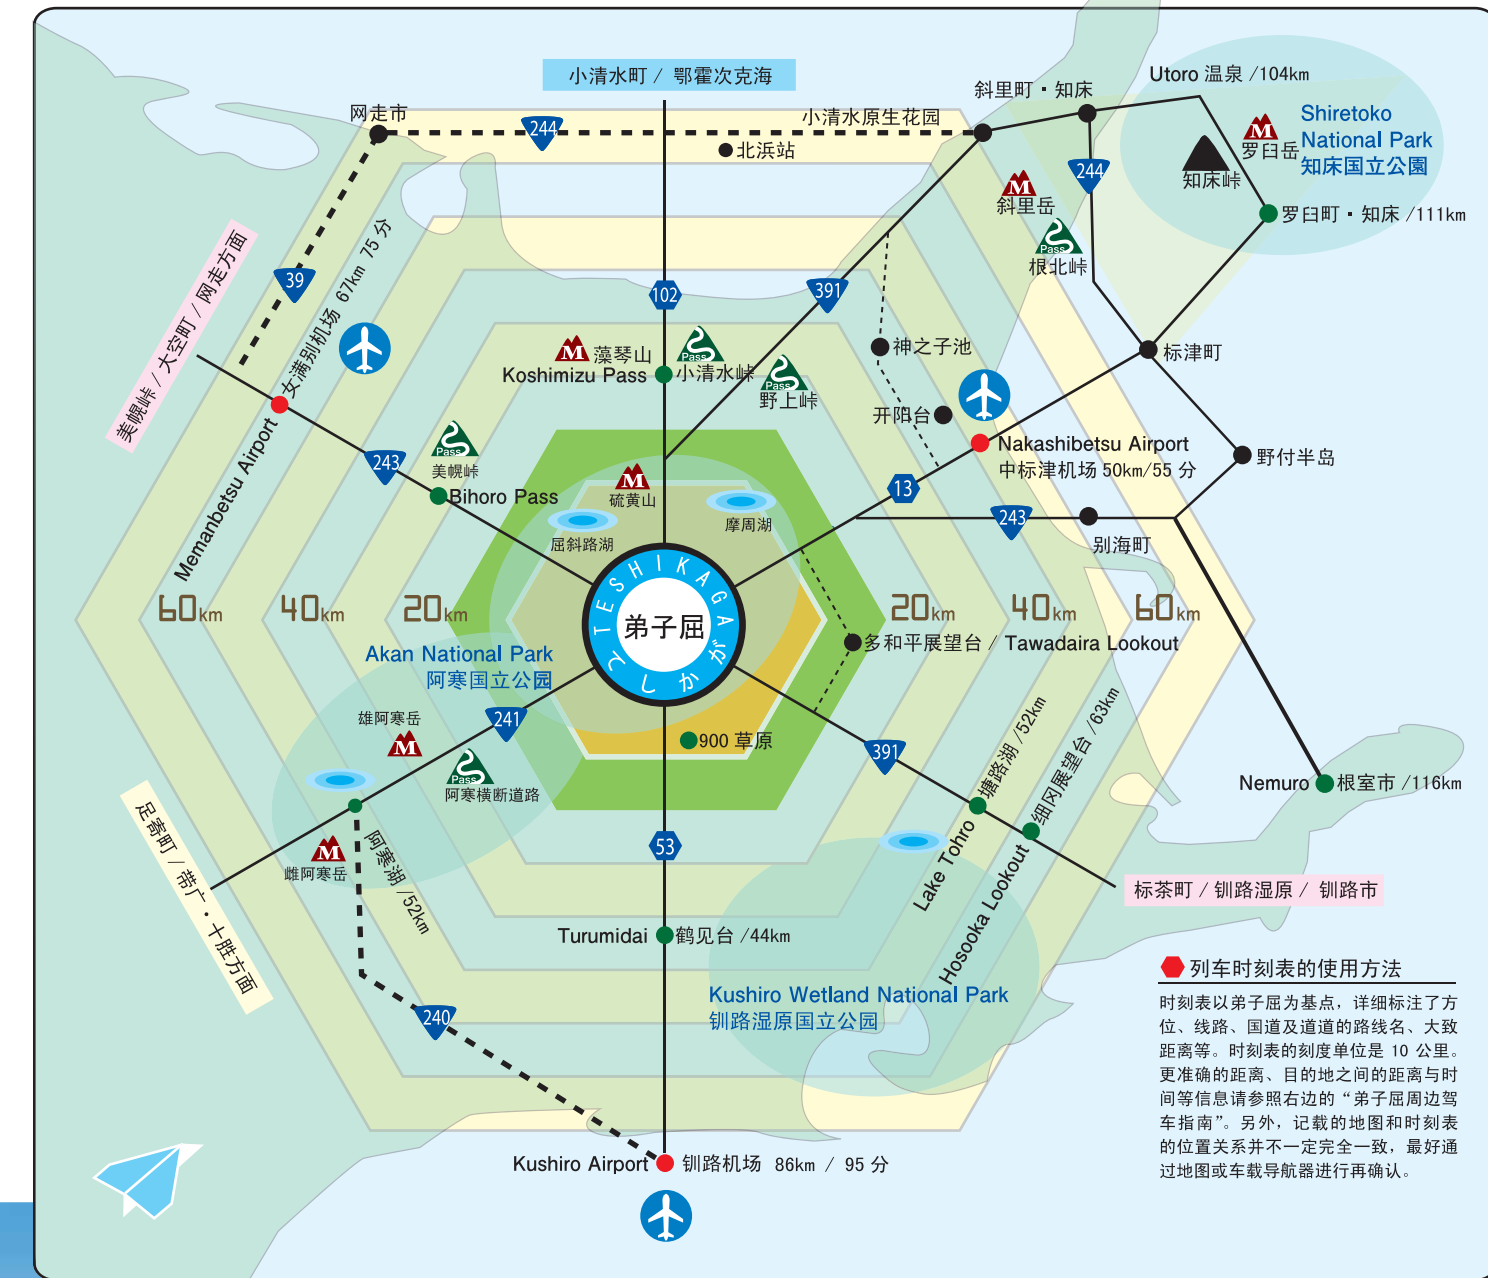 小清水町 / 鄂霍次克海
Utoro 温泉 /104km
斜里町・知床
网走市
小清水原生花园
244
北浜站
Shiretoko
National Park
知床国立公園
罗臼岳
知床峠
244
斜里岳
罗臼町・知床 /111km
Pass
根北峠
美幌峠 / 大空町 / 网走方面
39
女满别机场 67km 75 分
Memanbetsu Airport
102
391
藻琴山
Koshimizu Pass
Pass
小清水峠
Pass
野上峠
神之子池
标津町
开阳台
Nakashibetsu Airport
中标津机场 50km/55 分
野付半岛
Pass
美幌峠
243
Bihoro Pass
硫黄山
摩周湖
屈斜路湖
13
243
别海町
TESHIKAGA
弟子屈
てしかが
60km
40km
20km
20km
40km
60km
多和平展望台 / Tawadaira Lookout
Akan National Park
阿寒国立公园
雄阿寒岳
241
Pass
阿寒横断道路
900 草原
391
塘路湖 /52km
Lake Tohro
细冈展望台 /63km
Hosooka Lookout
Nemuro
根室市 /116km
足寄町 / 带广・十胜方面
雌阿寒岳
阿寒湖 /52km
53
标茶町 / 钏路湿原 / 钏路市
Turumidai
鹤见台 /44km
Kushiro Wetland National Park
钏路湿原国立公园
240
Kushiro Airport
钏路机场 86km / 95 分
列车时刻表的使用方法
时刻表以弟子屈为基点，详细标注了方
位、线路、国道及道道的路线名、大致
距离等。时刻表的刻度单位是 10 公里。
更准确的距离、目的地之间的距离与时
间等信息请参照右边的“弟子屈周边驾
车指南”。另外，记载的地图和时刻表
的位置关系并不一定完全一致，最好通
过地图或车载导航器进行再确认。